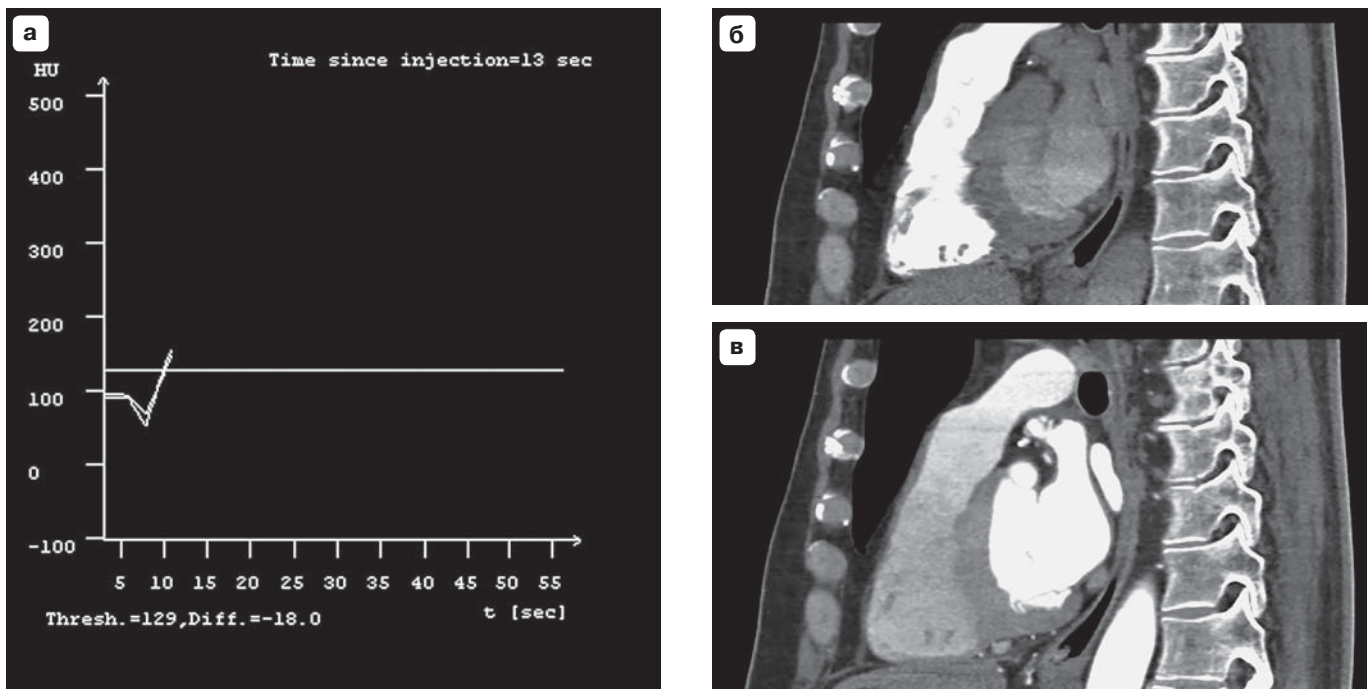 а
HU
Time since injection=13 sec
500
400
300
200
100
0
-100
5 10 15 20 25 30 35 40 45 50 55
t [sec]
Thresh.=129,Diff.=-18.0
б
в